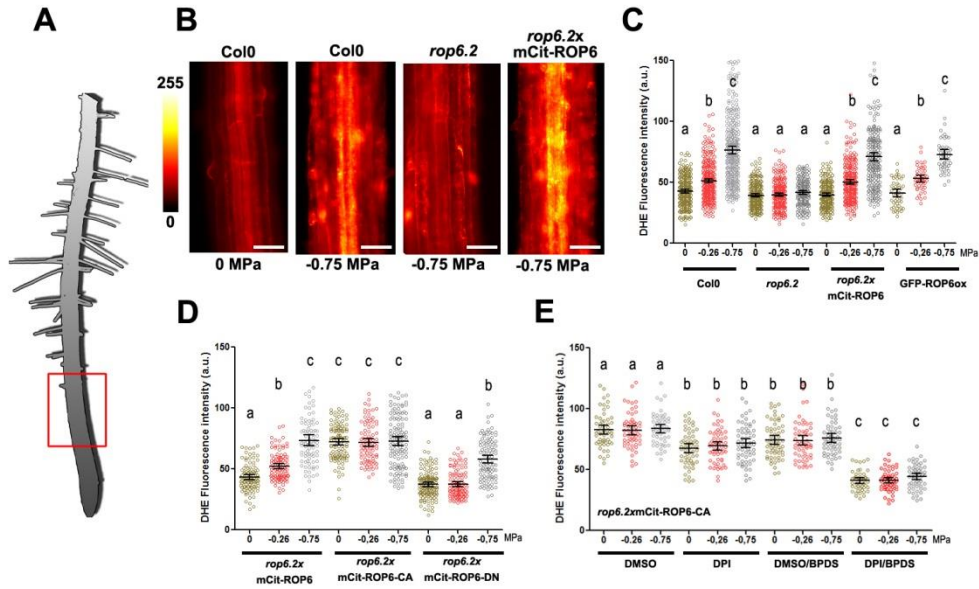 A
B
Col0 Col0 rop6.2 rop6.2x
mCit-ROP6
255
0
0 MPa -0.75 MPa -0.75 MPa -0.75 MPa
C
DHE Fluorescence intensity (a.u.)
150
100
50
0
a b c a a a a b c a b c
0 -0,26 -0,75 0 -0,26 -0,75 0 -0,26 -0,75 0 -0,26 -0,75 MPa
Col0 rop6.2 rop6.2x GFP-ROP6ox
mCit-ROP6
D
DHE Fluorescence intensity (a.u.)
150
100
50
0
a b c c c c a a b
0 -0,26 -0,75 0 -0,26 -0,75 0 -0,26 -0,75 MPa
rop6.2x rop6.2x rop6.2x
mCit-ROP6 mCit-ROP6-CA mCit-ROP6-DN
E
DHE Fluorescence intensity (a.u.)
150
100
50
0
a a a b b b b b b c c c
rop6.2xmCit-ROP6-CA
0 -0,26 -0,75 0 -0,26 -0,75 0 -0,26 -0,75 0 -0,26 -0,75 MPa
DMSO DPI DMSO/BPDS DPI/BPDS